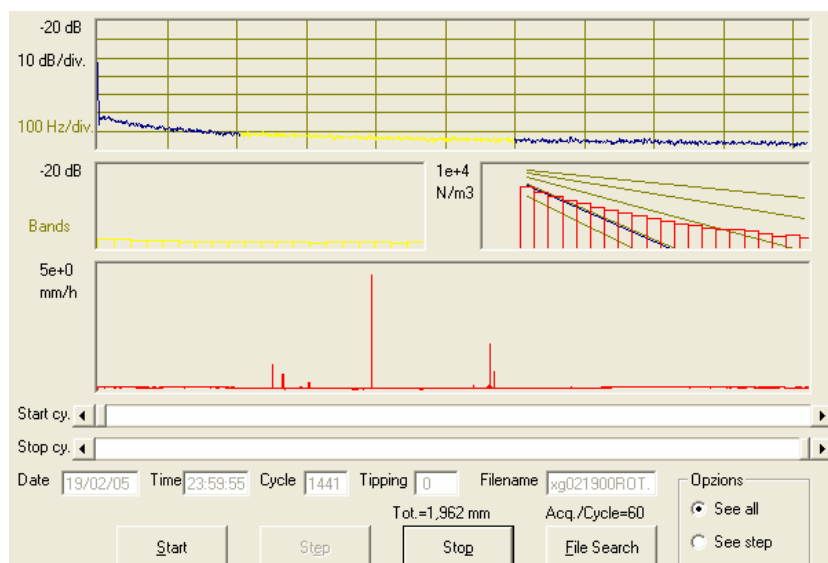 -20 dB
10 dB/div.
100 Hz/div.
-20 dB
Bands
1e+4
N/m3
5e+0
mm/h
Start cy.
Stop cy.
Date 19/02/05 Time 23:59:55 Cycle 1441 Tipping 0 Filename xg021900ROT. Opzioni
Tot.=1,962 mm Acq./Cycle=60 See all
Start Step Stop File Search See step